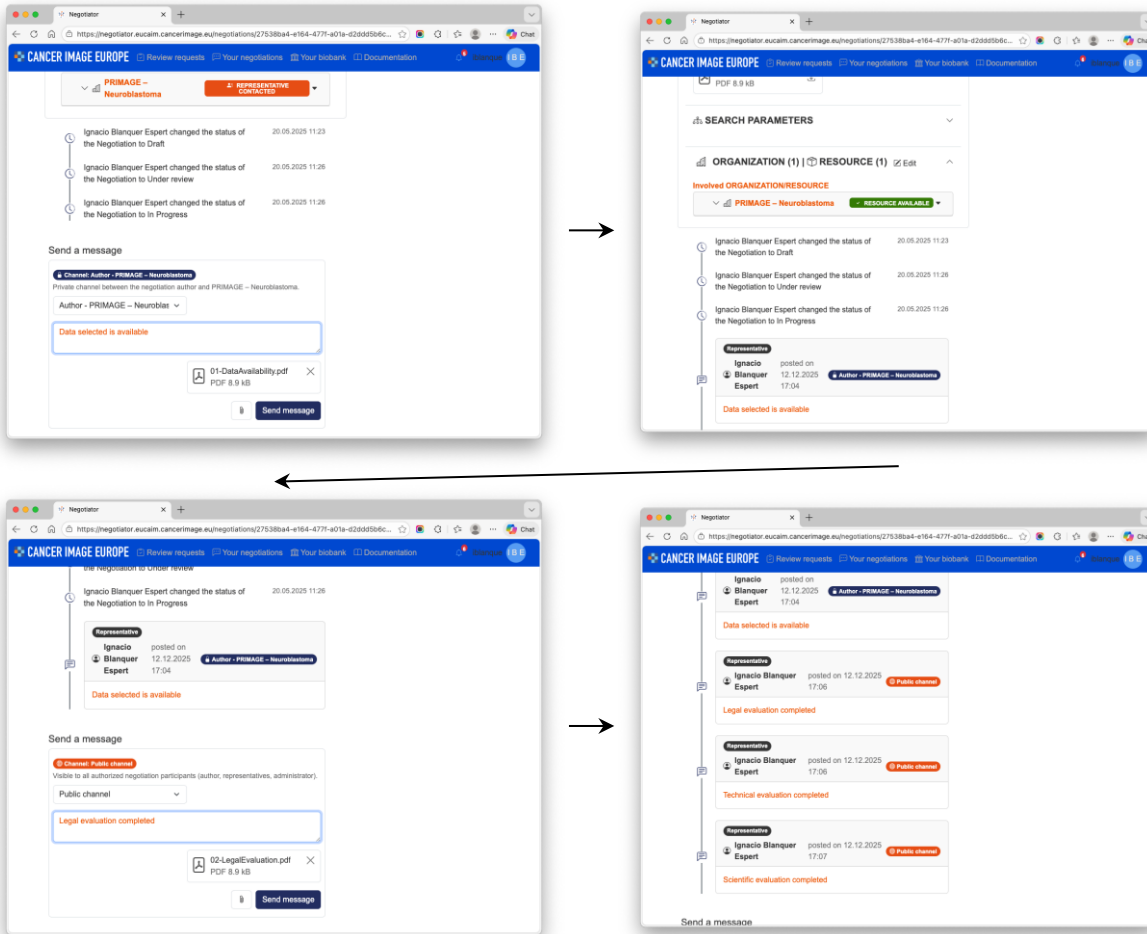 Negotiator
https://negotiator.eucaim.cancerimage.eu/negotiations/27538ba4-e164-477f-a01a-d2ddd5b6c...
Chat
CANCER IMAGE EUROPE Review requests Your negotiations Your biobank Documentation I B E
PRIMAGE –
Neuroblastoma
REPRESENTATIVE
CONTACTED
Ignacio Blanquer Espert changed the status of 20.05.2025 11:23
the Negotiation to Draft
Ignacio Blanquer Espert changed the status of 20.05.2025 11:26
the Negotiation to Under review
Ignacio Blanquer Espert changed the status of 20.05.2025 11:26
the Negotiation to In Progress
Send a message
Channel: Author - PRIMAGE – Neuroblastoma
Private channel between the negotiation author and PRIMAGE – Neuroblastoma.
Author - PRIMAGE – Neuroblas
Data selected is available
01-DataAvailability.pdf
PDF 8.9 kB
Send message
Negotiator
https://negotiator.eucaim.cancerimage.eu/negotiations/27538ba4-e164-477f-a01a-d2ddd5b6c...
Cha
CANCER IMAGE EUROPE Review requests Your negotiations Your biobank Documentation I B E
PDF 8.9 kB
SEARCH PARAMETERS
ORGANIZATION (1) | RESOURCE (1) Edit
Involved ORGANIZATION/RESOURCE
PRIMAGE – Neuroblastoma RESOURCE AVAILABLE
Ignacio Blanquer Espert changed the status of 20.05.2025 11:23
the Negotiation to Draft
Ignacio Blanquer Espert changed the status of 20.05.2025 11:26
the Negotiation to Under review
Ignacio Blanquer Espert changed the status of 20.05.2025 11:26
the Negotiation to In Progress
Representative
Ignacio posted on
Blanquer 12.12.2025 Author - PRIMAGE – Neuroblastoma
Espert 17:04
Data selected is available
Negotiator
https://negotiator.eucaim.cancerimage.eu/negotiations/27538ba4-e164-477f-a01a-d2ddd5b6c...
Chat
CANCER IMAGE EUROPE Review requests Your negotiations Your biobank Documentation I B E
the Negotiation to Under review
Ignacio Blanquer Espert changed the status of 20.05.2025 11:26
the Negotiation to In Progress
Representative
Ignacio posted on
Blanquer 12.12.2025 Author - PRIMAGE – Neuroblastoma
Espert 17:04
Data selected is available
Send a message
Channel: Public channel
Visible to all authorized negotiation participants (author, representatives, administrator).
Public channel
Legal evaluation completed
02-LegalEvaluation.pdf
PDF 8.9 kB
Send message
Negotiator
https://negotiator.eucaim.cancerimage.eu/negotiations/27538ba4-e164-477f-a01a-d2ddd5b6c...
Cha
CANCER IMAGE EUROPE Review requests Your negotiations Your biobank Documentation I B E
Ignacio posted on
Blanquer 12.12.2025 Author - PRIMAGE – Neuroblastoma
Espert 17:04
Data selected is available
Representative
Ignacio Blanquer posted on 12.12.2025 Public channel
Espert 17:06
Legal evaluation completed
Representative
Ignacio Blanquer posted on 12.12.2025 Public channel
Espert 17:06
Technical evaluation completed
Representative
Ignacio Blanquer posted on 12.12.2025 Public channel
Espert 17:07
Scientific evaluation completed
Send a message